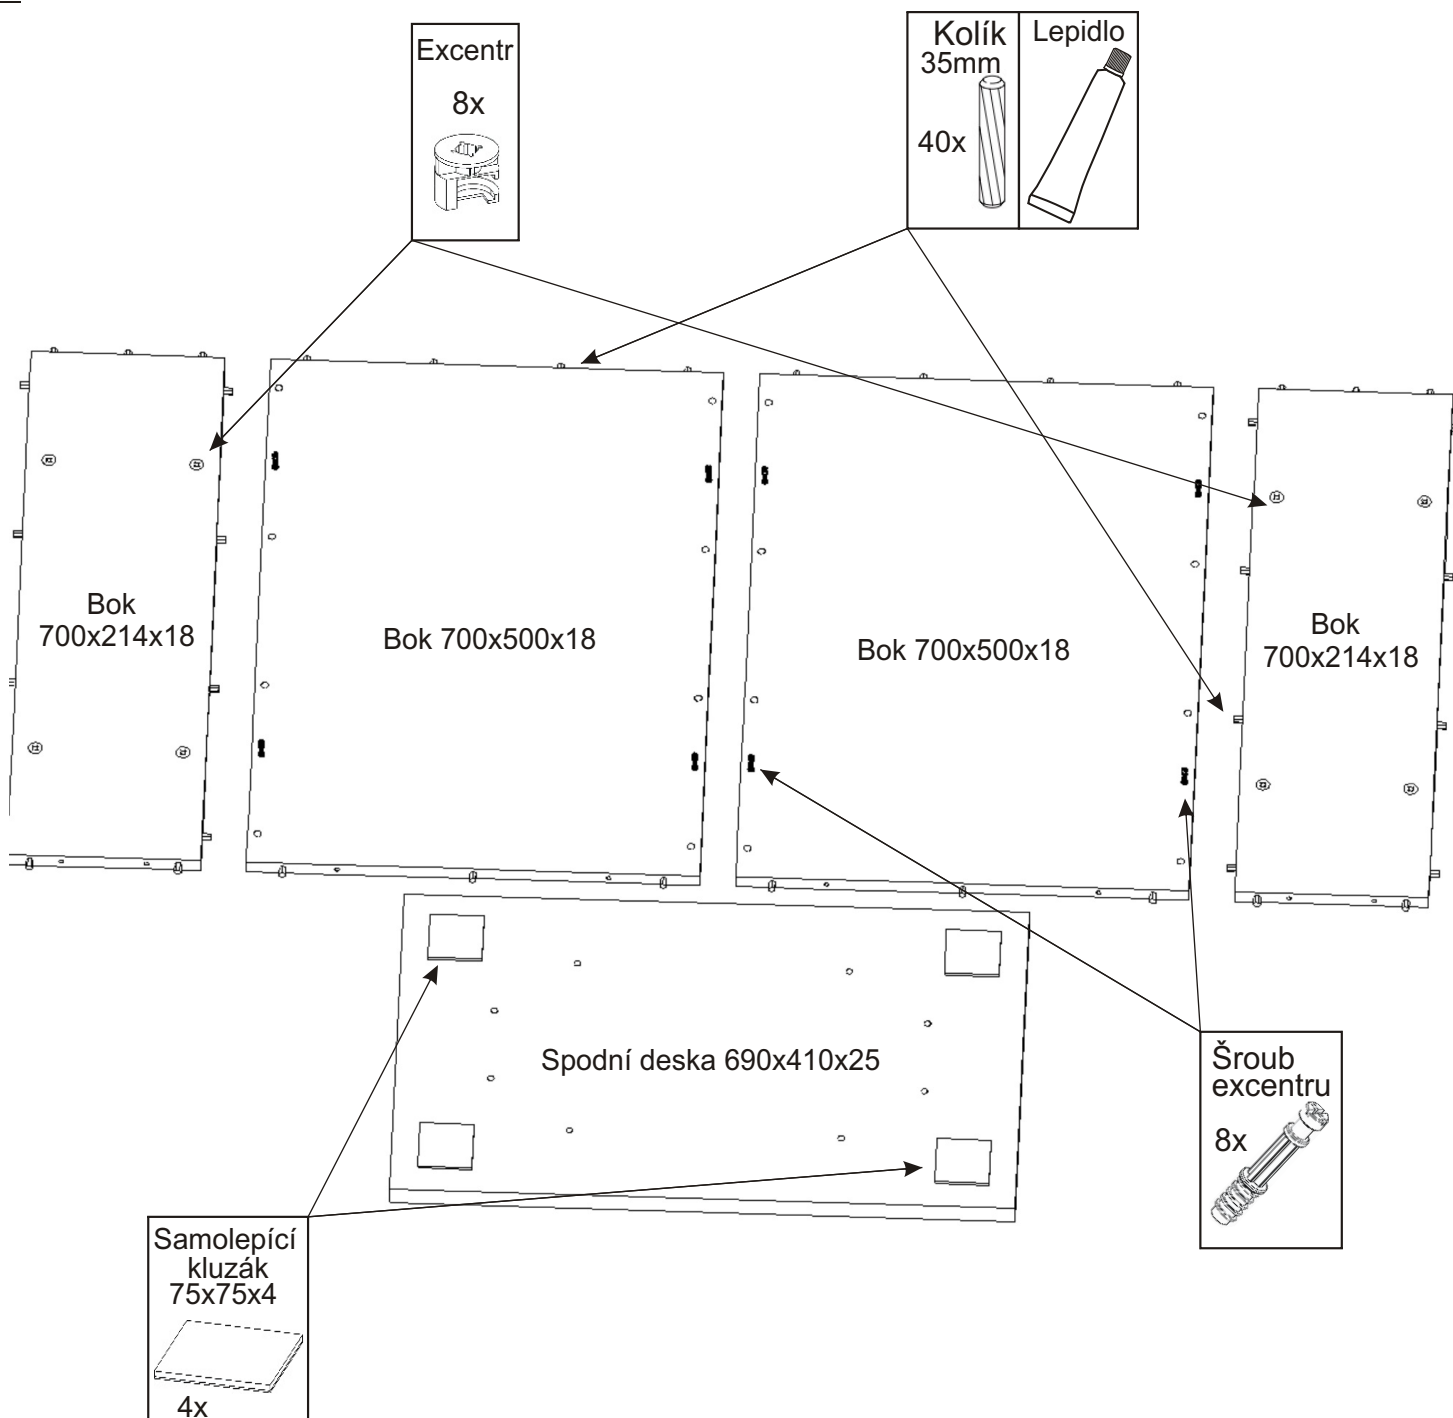 Excentr
8x
Kolík
35mm
40x
Lepidlo
Bok
700x214x18
Bok 700x500x18
Bok 700x500x18
Bok
700x214x18
Spodní deska 690x410x25
Šroub
excentru
8x
Samolepící
kluzák
75x75x4
4x